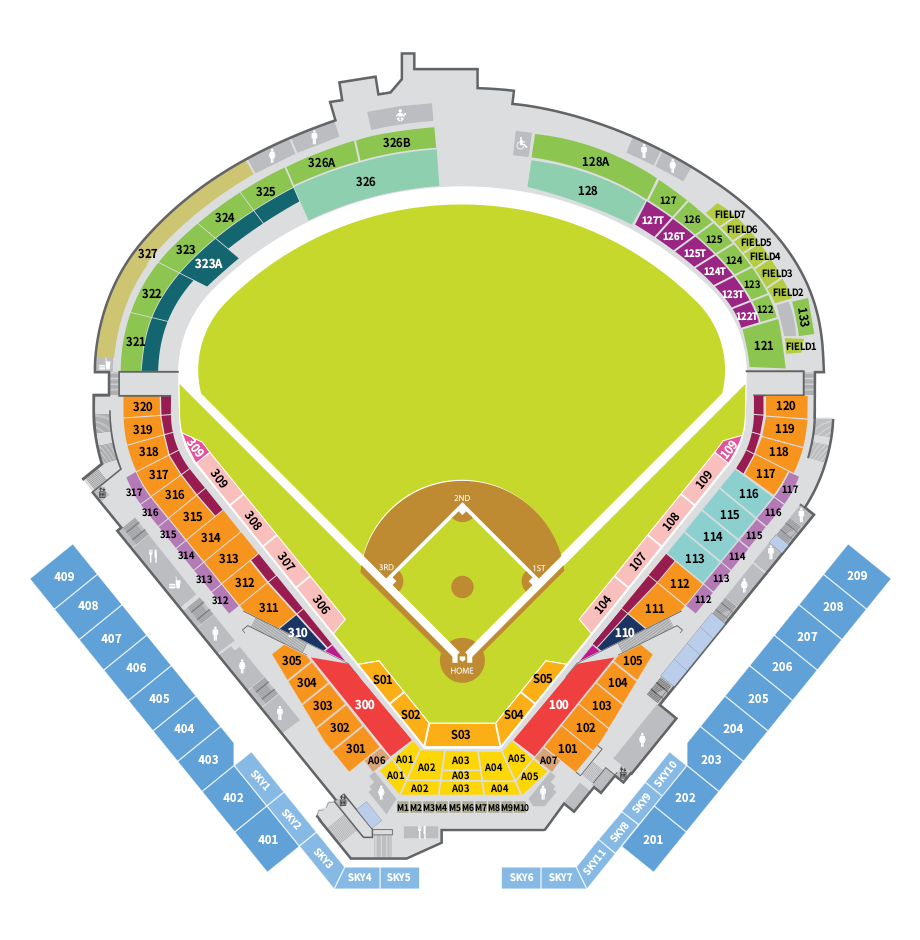 326B
326A
128A
326
128
325
127
324
127T
126
FIELD7
126T
FIELD6
323
125
FIELD5
327
125T
124
FIELD4
323A
124T
FIELD3
322
123T
123
FIELD2
122T
122
133
321
121
FIELD1
320
120
319
119
318
309
109
118
317
309
109
117
317
316
116
117
316
315
308
2ND
108
115
116
315
314
114
115
314
313
307
3RD
1ST
107
113
114
313
312
112
113
312
311
306
104
111
112
409
209
408
208
310
110
407
207
305
HOME
105
406
206
304
S01
S05
104
405
205
303
300
S02
S04
100
103
404
204
302
S03
102
301
101
403
A06
A01
A02
A03
A04
A05
A07
203
A01
A03
A05
SKY1
SKY10
A02
A03
A04
402
202
M1
M2
M3
M4
M5
M6
M7
M8
M9
M10
SKY9
SKY2
SKY8
401
201
SKY3
SKY11
SKY4
SKY5
SKY6
SKY7